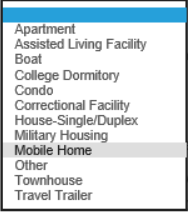 Apartment
Assisted Living Facility
Boat
College Dormitory
Condo
Correctional Facility
House-Single/Duplex
Military Housing
Mobile Home
Other
Townhouse
Travel Trailer